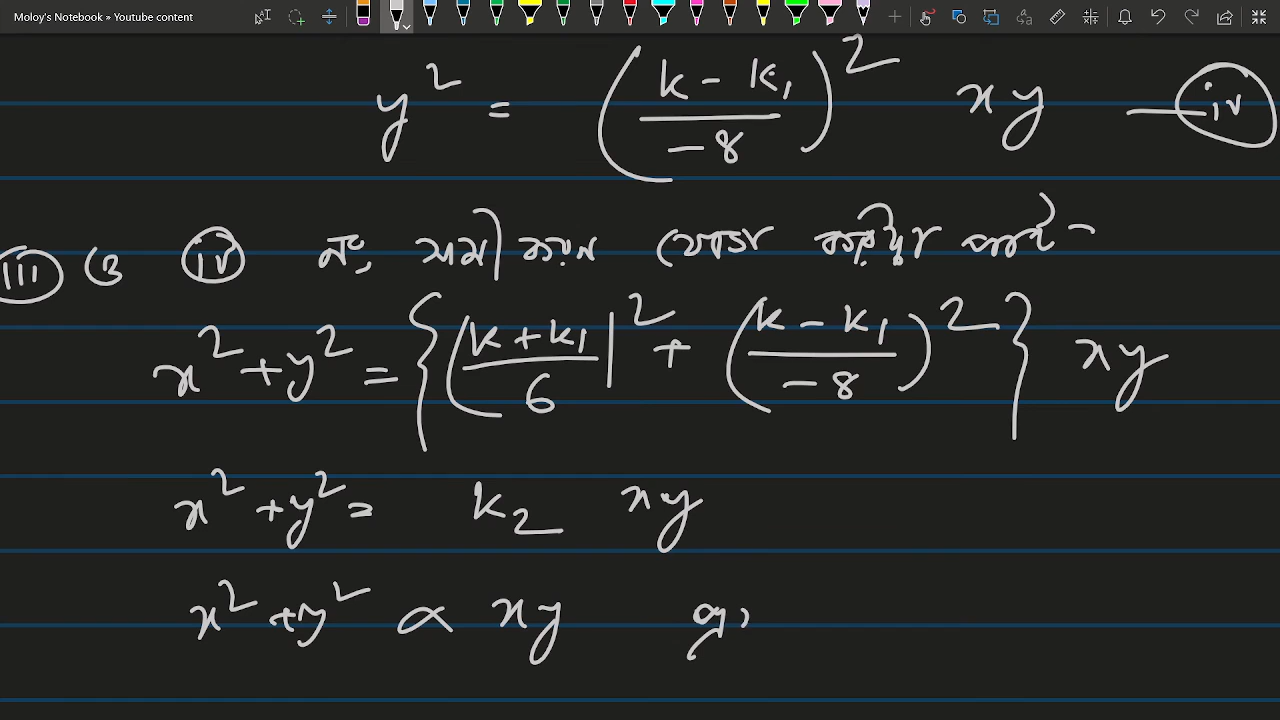 Moloy's Notebook » Youtube content
y² = ((k - k₁)/-8)² xy — iv
iii ও iv নং সমীকরন যোগ করে পাই -
x² + y² = {((k + k₁)/6)² + ((k - k₁)/-8)²} xy
x² + y² = k₂ xy
x² + y² ∝ xy